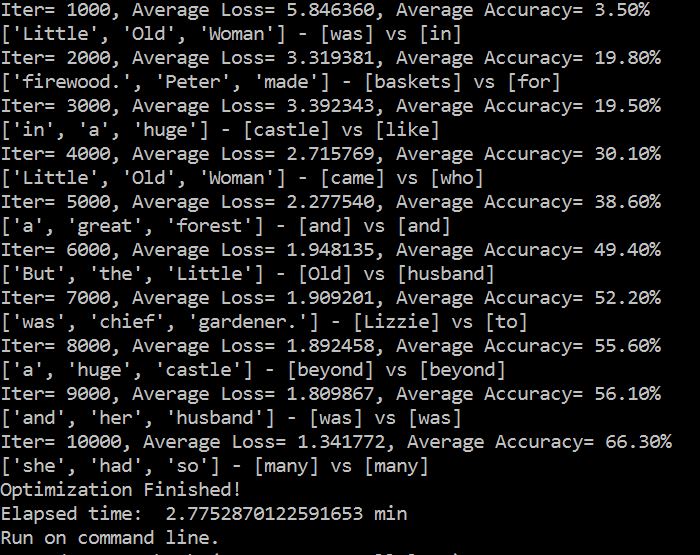 Iter= 1000, Average Loss= 5.846360, Average Accuracy= 3.50%
['Little', 'Old', 'Woman'] - [was] vs [in]
Iter= 2000, Average Loss= 3.319381, Average Accuracy= 19.80%
['firewood.', 'Peter', 'made'] - [baskets] vs [for]
Iter= 3000, Average Loss= 3.392343, Average Accuracy= 19.50%
['in', 'a', 'huge'] - [castle] vs [like]
Iter= 4000, Average Loss= 2.715769, Average Accuracy= 30.10%
['Little', 'Old', 'Woman'] - [came] vs [who]
Iter= 5000, Average Loss= 2.277540, Average Accuracy= 38.60%
['a', 'great', 'forest'] - [and] vs [and]
Iter= 6000, Average Loss= 1.948135, Average Accuracy= 49.40%
['But', 'the', 'Little'] - [Old] vs [husband]
Iter= 7000, Average Loss= 1.909201, Average Accuracy= 52.20%
['was', 'chief', 'gardener.'] - [Lizzie] vs [to]
Iter= 8000, Average Loss= 1.892458, Average Accuracy= 55.60%
['a', 'huge', 'castle'] - [beyond] vs [beyond]
Iter= 9000, Average Loss= 1.809867, Average Accuracy= 56.10%
['and', 'her', 'husband'] - [was] vs [was]
Iter= 10000, Average Loss= 1.341772, Average Accuracy= 66.30%
['she', 'had', 'so'] - [many] vs [many]
Optimization Finished!
Elapsed time:  2.7752870122591653 min
Run on command line.